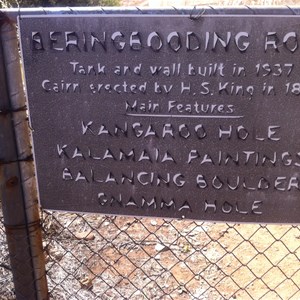 BERINGBOODING RO
Tank and wall built in 1937
Cairn erected by H.S.King in 18
Main Features
KANGAROO HOLE
KALAMAIA PAINTINGS
BALANCING BOULDER
GNAMMA HOLE